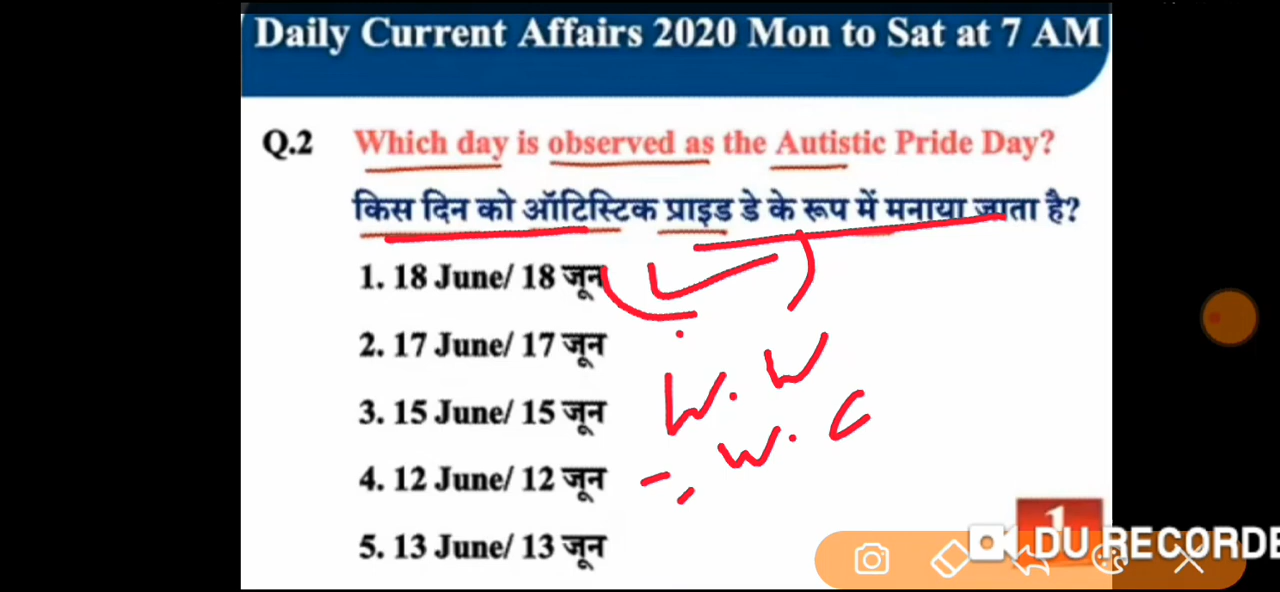 Daily Current Affairs 2020 Mon to Sat at 7 AM
Q.2 Which day is observed as the Autistic Pride Day?
किस दिन को ऑटिस्टिक प्राइड डे के रूप में मनाया जाता है?
1. 18 June/ 18 जून
2. 17 June/ 17 जून
3. 15 June/ 15 जून
4. 12 June/ 12 जून
5. 13 June/ 13 जून
W. W
W. C
1
DU RECORDE